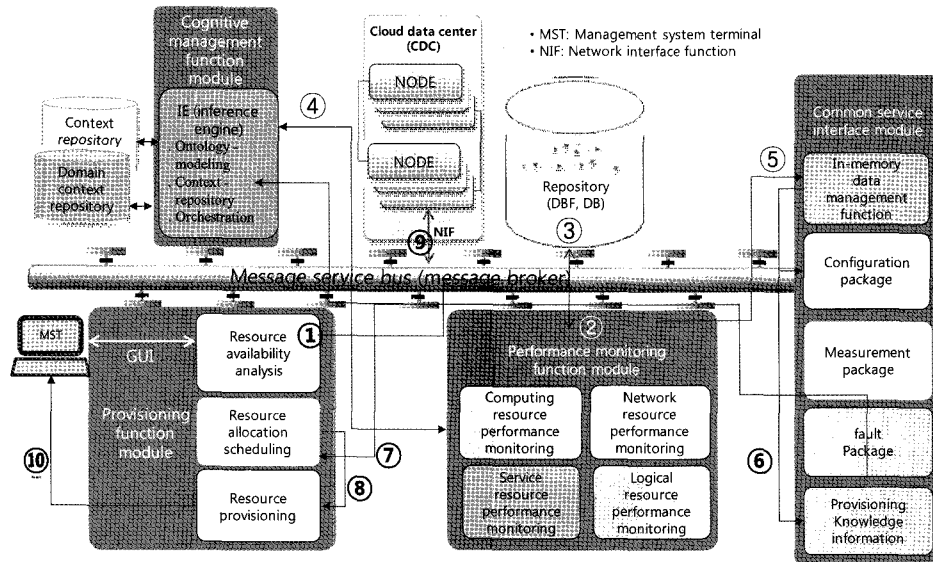 Cognitive
management
function
module
IE (inference
engine)
Ontology
modeling
Context -
repository
Orchestration
Context
repository
Domain
context
repository
④
Cloud data center
(CDC)
NODE
NODE
NIF
⑨
• MST: Management system terminal
• NIF: Network interface function
Repository
(DBF, DB)
③
Common service
interface module
⑤
In-memory
data
management
function
Configuration
package
Measurement
package
fault
Package
⑥
Provisioning
Knowledge
information
Message service bus (message broker)
MST
GUI
Provisioning
function
module
⑩
①
Resource
availability
analysis
Resource
allocation
scheduling
⑦
⑧
Resource
provisioning
②
Performance monitoring
function module
Computing
resource
performance
monitoring
Network
resource
performance
monitoring
Service
resource
performance
monitoring
Logical
resource
performance
monitoring